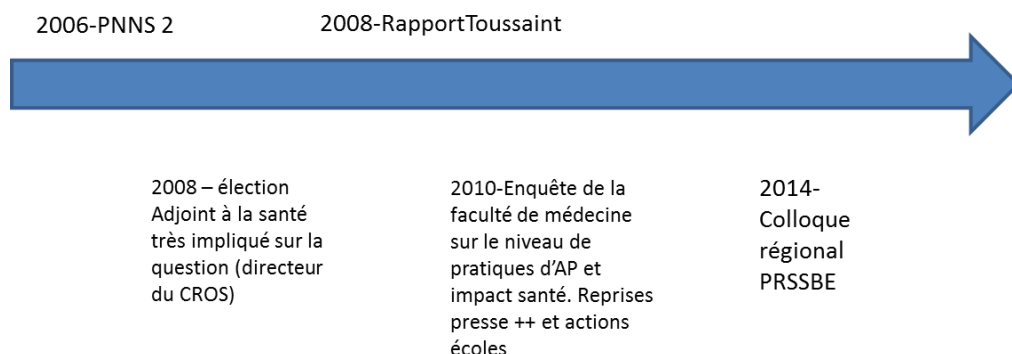 2006-PNNS 2
2008-RapportToussaint
2008 – élection
Adjoint à la santé
très impliqué sur la
question (directeur
du CROS)
2010-Enquête de la
faculté de médecine
sur le niveau de
pratiques d’AP et
impact santé. Reprises
presse ++ et actions
écoles
2014-
Colloque
régional
PRSSBE